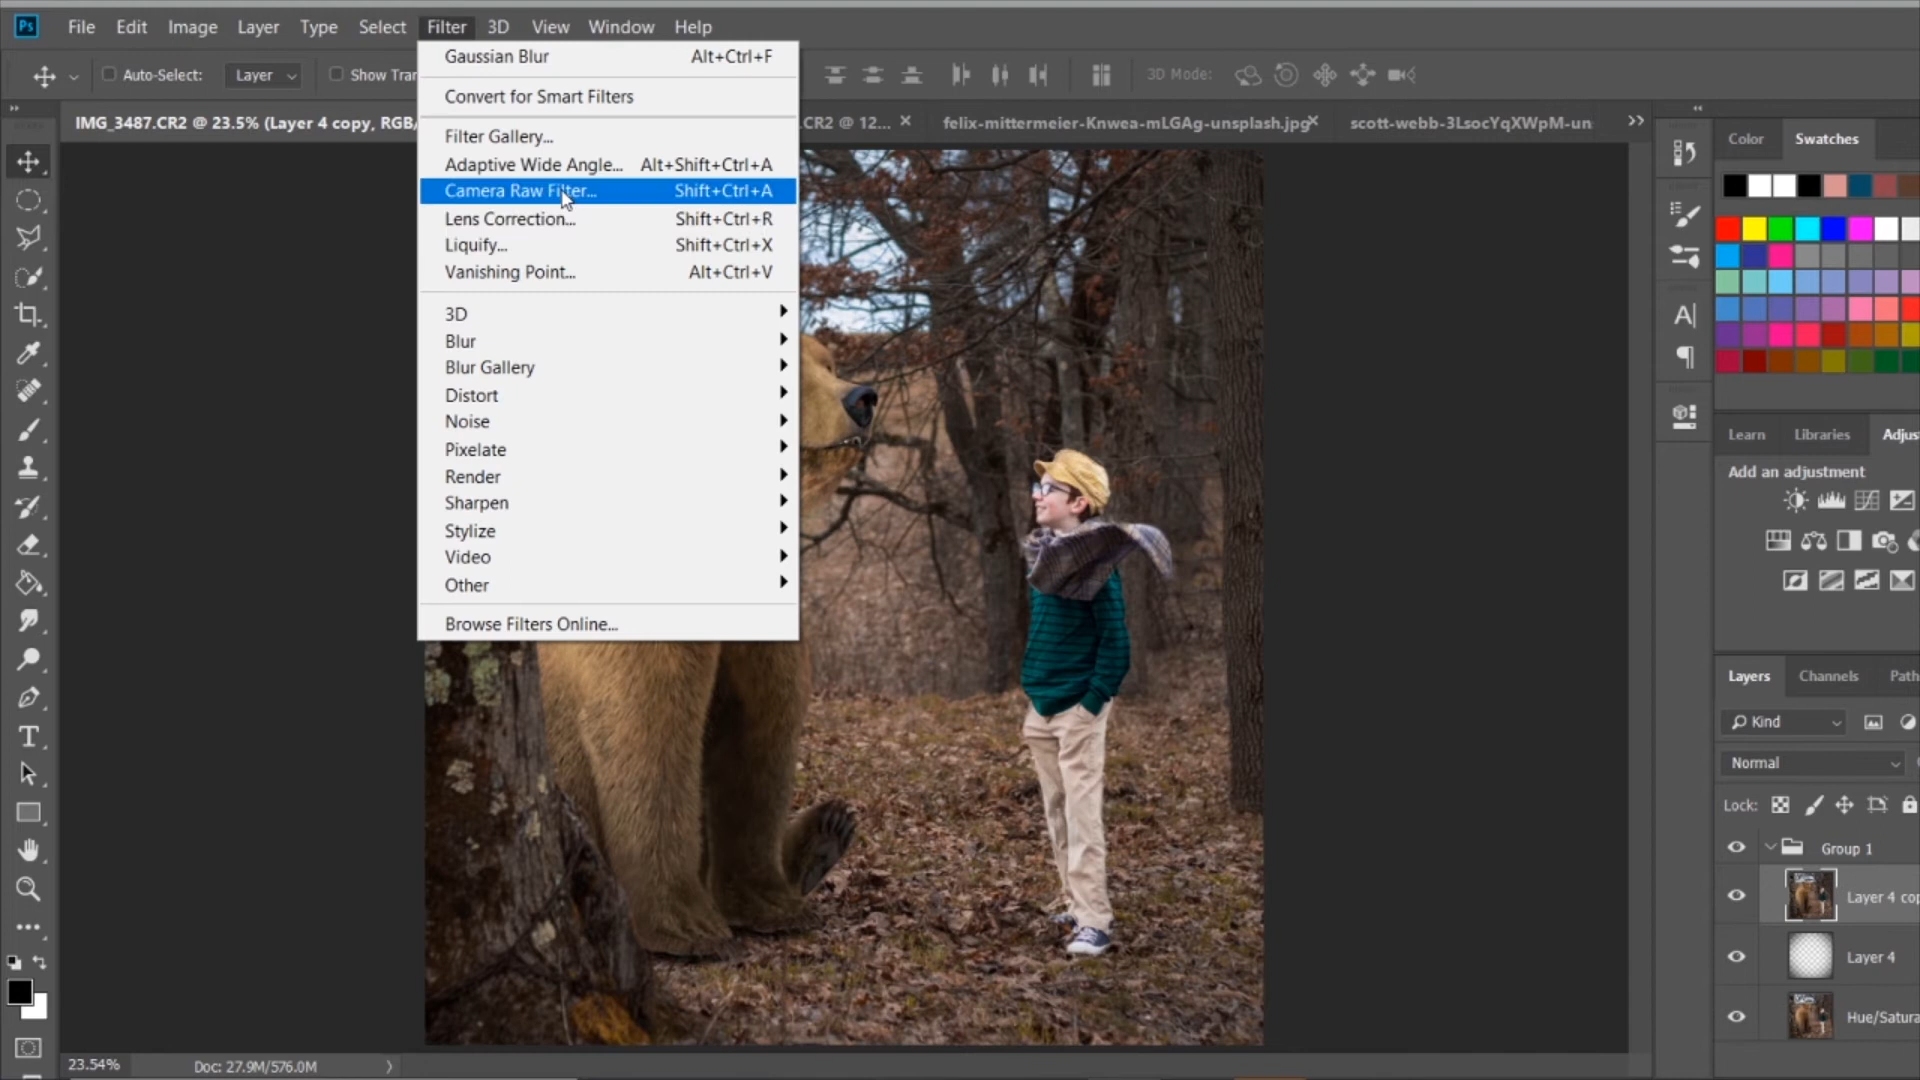 Ps File Edit Image Layer Type Select Filter 3D View Window Help
Auto-Select: Layer Show Tran 3D Mode:
IMG_3487.CR2 @ 23.5% (Layer 4 copy, RGB/ .CR2 @ 12... × felix-mittermeier-Knwea-mLGAg-unsplash.jpg × scott-webb-3LsocYqXWpM-un
Gaussian Blur Alt+Ctrl+F
Convert for Smart Filters
Filter Gallery...
Adaptive Wide Angle... Alt+Shift+Ctrl+A
Camera Raw Filter... Shift+Ctrl+A
Lens Correction... Shift+Ctrl+R
Liquify... Shift+Ctrl+X
Vanishing Point... Alt+Ctrl+V
3D
Blur
Blur Gallery
Distort
Noise
Pixelate
Render
Sharpen
Stylize
Video
Other
Browse Filters Online...
Color Swatches
Learn Libraries Adjus
Add an adjustment
Layers Channels Path
Kind
Normal
Lock:
Group 1
Layer 4 cop
Layer 4
Hue/Satura
23.54% Doc: 27.9M/576.0M